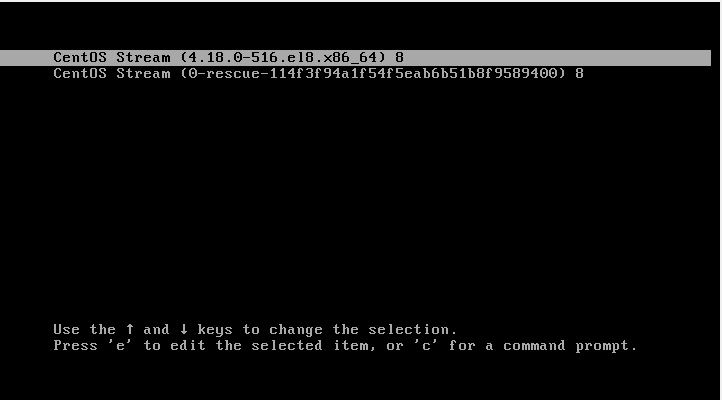 CentOS Stream (4.18.0-516.el8.x86_64) 8
CentOS Stream (0-rescue-114f3f94a1f54f5eab6b51b8f9589400) 8
Use the ↑ and ↓ keys to change the selection.
Press 'e' to edit the selected item, or 'c' for a command prompt.